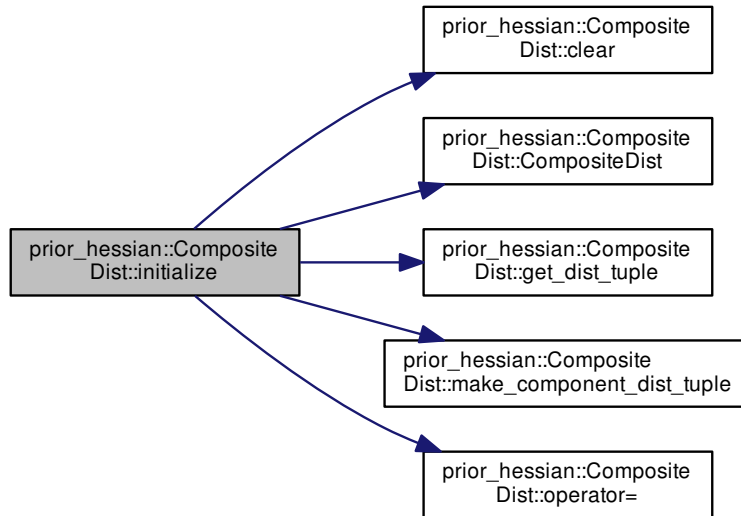 prior_hessian::Composite
Dist::clear
prior_hessian::Composite
Dist::CompositeDist
prior_hessian::Composite
Dist::initialize
prior_hessian::Composite
Dist::get_dist_tuple
prior_hessian::Composite
Dist::make_component_dist_tuple
prior_hessian::Composite
Dist::operator=